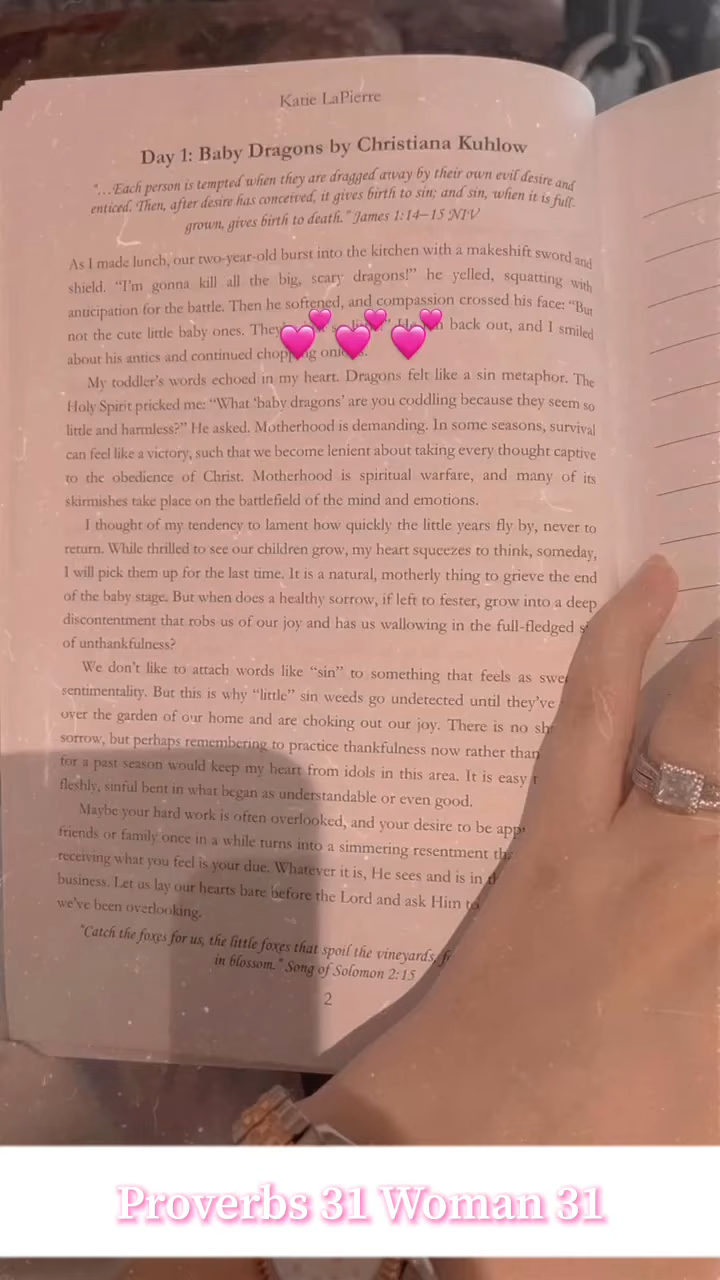 Katie LaPierre
Day 1: Baby Dragons by Christiana Kuhlow
"…Each person is tempted when they are dragged away by their own evil desire and
enticed. Then, after desire has conceived, it gives birth to sin; and sin, when it is full-
grown, gives birth to death." James 1:14–15 NIV
As I made lunch, our two-year-old burst into the kitchen with a makeshift sword and
shield. "I'm gonna kill all the big, scary dragons!" he yelled, squatting with
anticipation for the battle. Then he softened, and compassion crossed his face: "But
not the cute little baby ones. back out, and I smiled
about his antics and continued chopping onions.
My toddler's words echoed in my heart. Dragons felt like a sin metaphor. The
Holy Spirit pricked me: "What 'baby dragons' are you coddling because they seem so
little and harmless?" He asked. Motherhood is demanding. In some seasons, survival
can feel like a victory, such that we become lenient about taking every thought captive
to the obedience of Christ. Motherhood is spiritual warfare, and many of its
skirmishes take place on the battlefield of the mind and emotions.
I thought of my tendency to lament how quickly the little years fly by, never to
return. While thrilled to see our children grow, my heart squeezes to think, someday,
I will pick them up for the last time. It is a natural, motherly thing to grieve the end
of the baby stage. But when does a healthy sorrow, if left to fester, grow into a deep
discontentment that robs us of our joy and has us wallowing in the full-fledged
of unthankfulness?
We don't like to attach words like "sin" to something that feels as
sentimentality. But this is why "little" sin weeds go undetected until they've
over the garden of our home and are choking out our joy. There is no
sorrow, but perhaps remembering to practice thankfulness now rather than
for a past season would keep my heart from idols in this area. It is easy
fleshly, sinful bent in what began as understandable or even good.
Maybe your hard work is often overlooked, and your desire to be
friends or family once in a while turns into a simmering resentment
receiving what you feel is your due. Whatever it is, He sees and is in
business. Let us lay our hearts bare before the Lord and ask Him to
we've been overlooking.
"Catch the foxes for us, the little foxes that spoil the vineyards,
in blossom." Song of Solomon 2:15
2
Proverbs 31 Woman 31